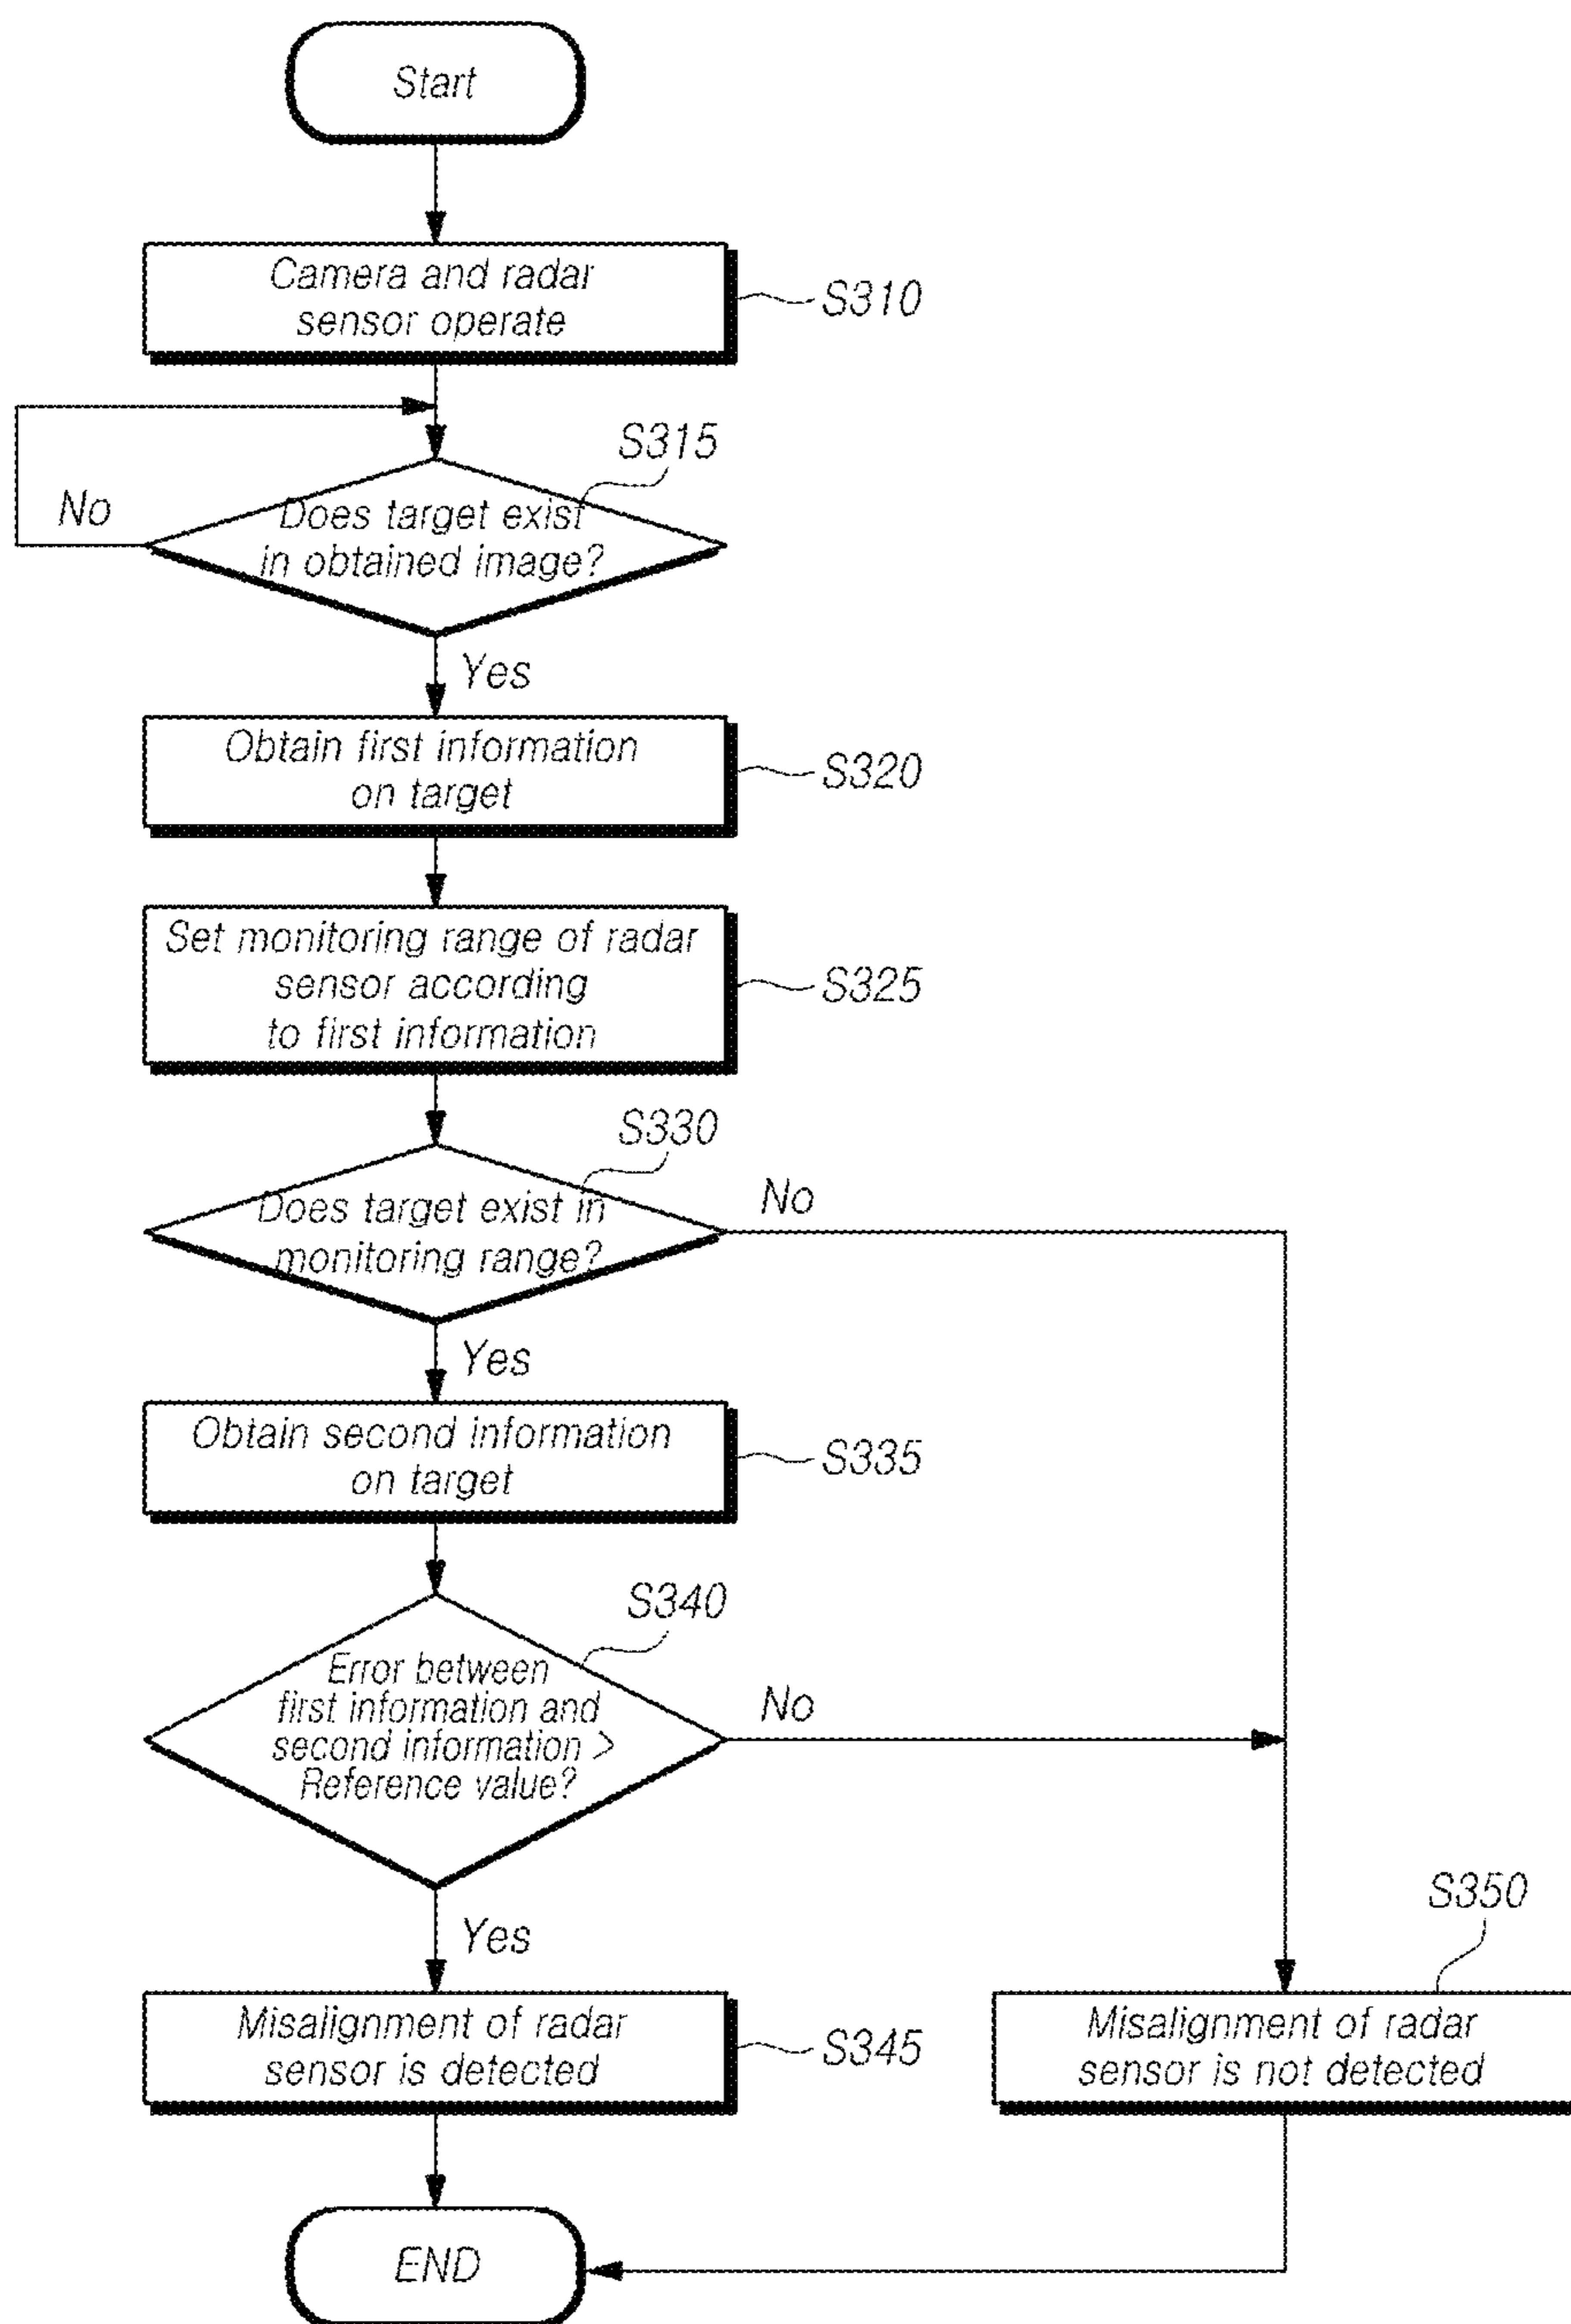 Start
Camera and radar
sensor operate
S310
S315
No
Does target exist
in obtained image?
Yes
Obtain first information
on target
S320
Set monitoring range of radar
sensor according
to first information
S325
S330
Does target exist in
monitoring range?
No
Yes
Obtain second information
on target
S335
S340
Error between
first information and
second information >
Reference value?
No
Yes
S350
Misalignment of radar
sensor is detected
S345
Misalignment of radar
sensor is not detected
END